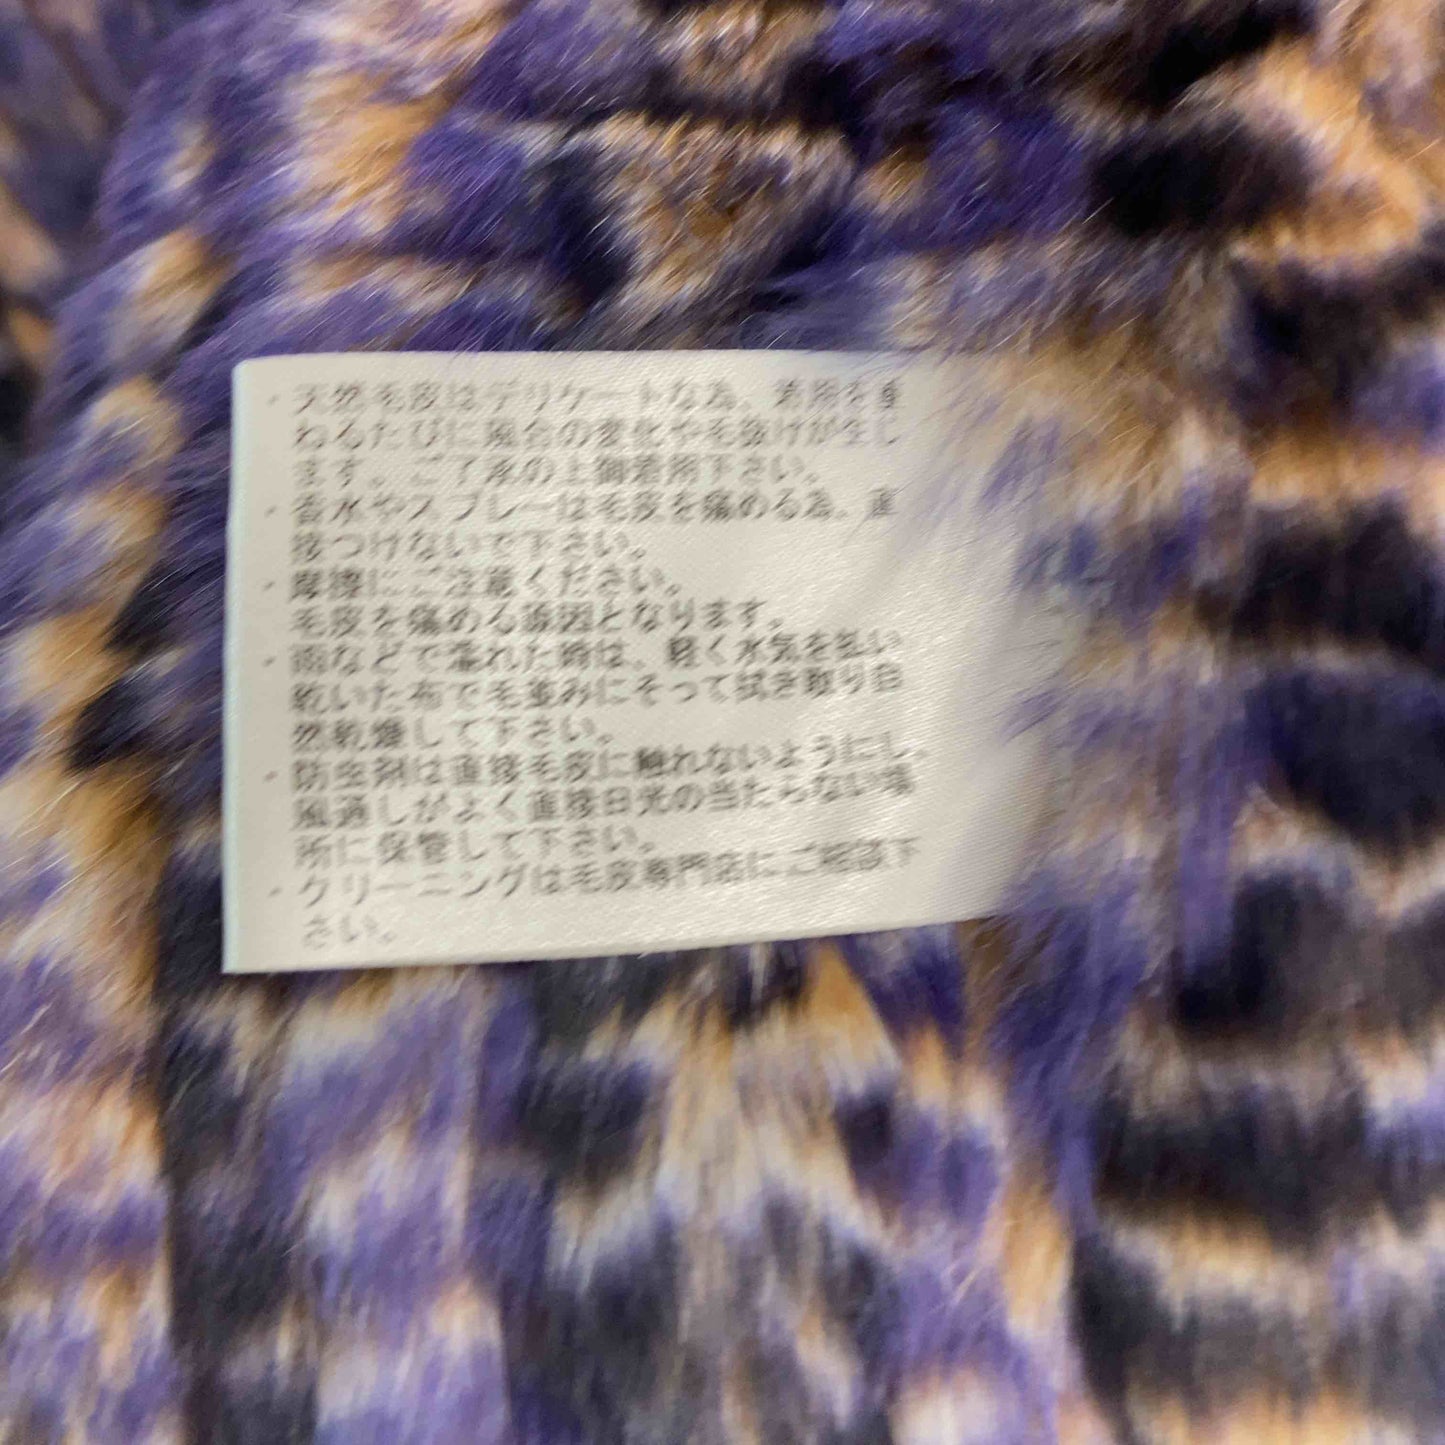 ・天然毛皮はデリケートな為、着用を重
ねるたびに風合の変化や毛抜けが生じ
ます。ご了承の上御着用下さい。
・香水やスプレーは毛皮を痛める為、直
接つけないで下さい。
・摩擦にご注意ください。
毛皮を痛める原因となります。
・雨などで濡れた時は、軽く水気を払い
乾いた布で毛並みにそって拭き取り自
然乾燥して下さい。
・防虫剤は直接毛皮に触れないようにし、
風通しがよく直接日光の当たらない場
所に保管して下さい。
・クリーニングは毛皮専門店にご相談下
さい。